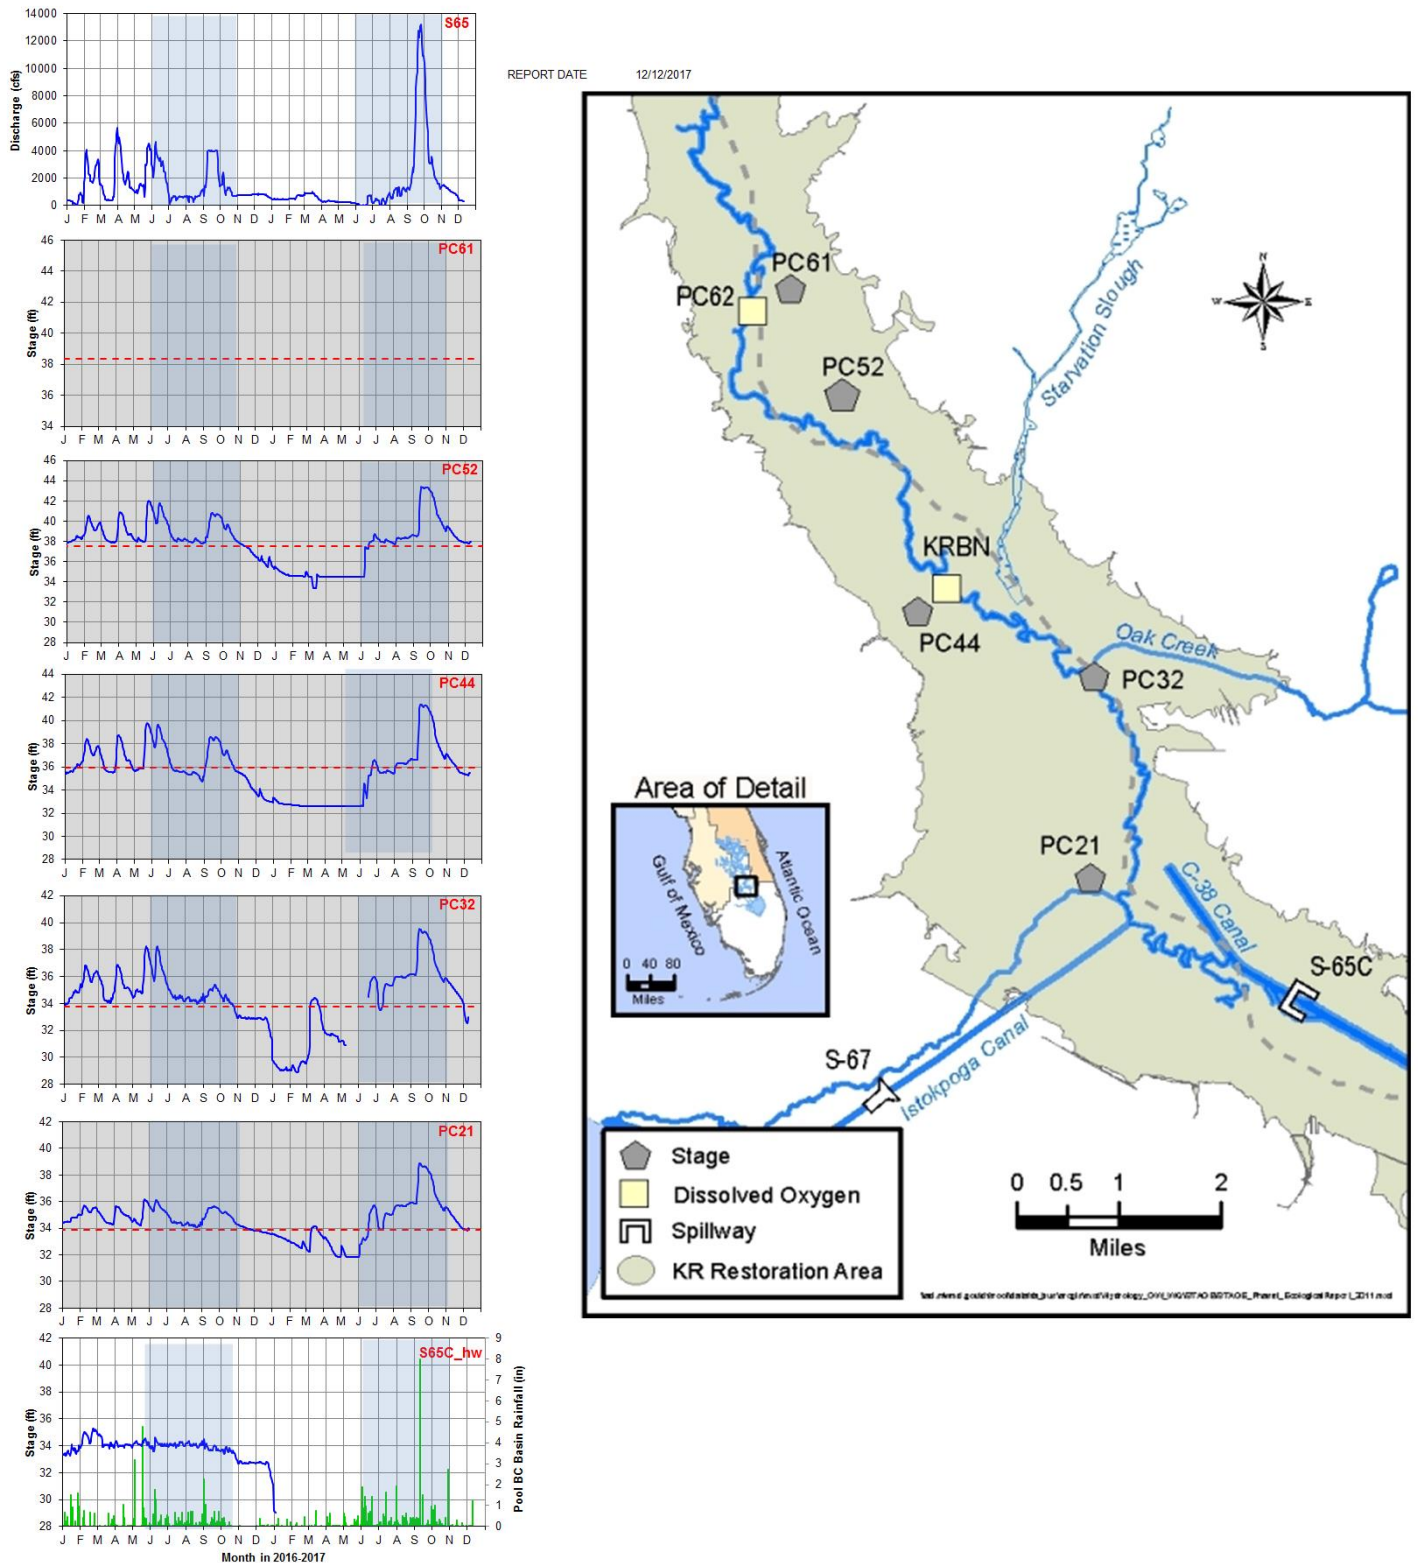 REPORT DATE 12/12/2017
S65
Discharge (cfs)
14000
12000
10000
8000
6000
4000
2000
0
J F M A M J J A S O N D J F M A M J J A S O N D
PC61
Stage (ft)
46
44
42
40
38
36
34
J F M A M J J A S O N D J F M A M J J A S O N D
PC52
Stage (ft)
46
44
42
40
38
36
34
32
30
28
J F M A M J J A S O N D J F M A M J J A S O N D
PC44
Stage (ft)
44
42
40
38
36
34
32
30
28
J F M A M J J A S O N D J F M A M J J A S O N D
PC32
Stage (ft)
42
40
38
36
34
32
30
28
J F M A M J J A S O N D J F M A M J J A S O N D
PC21
Stage (ft)
42
40
38
36
34
32
30
28
J F M A M J J A S O N D J F M A M J J A S O N D
S65C_hw
Stage (ft)
42
40
38
36
34
32
30
28
9
8
7
6
5
4
3
2
1
0
Pool BC Basin Rainfall (in)
J F M A M J J A S O N D J F M A M J J A S O N D
Month in 2016-2017
PC61
PC62
PC52
Starvation Slough
N
W
E
S
KRBN
PC44
Oak Creek
PC32
Area of Detail
Gulf of Mexico
Atlantic Ocean
0 40 80
Miles
PC21
C-38 Canal
S-65C
S-67
Istokpoga Canal
Stage
Dissolved Oxygen
Spillway
KR Restoration Area
0 0.5 1 2
Miles